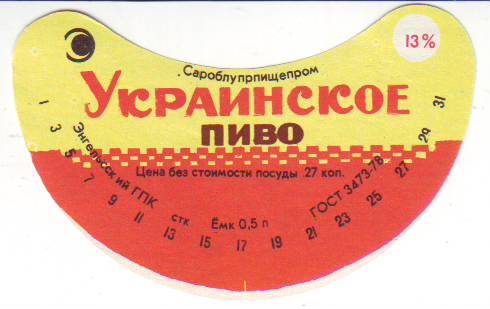 13%
Сароблупрпищепром
УКРАИНСКОЕ
ПИВО
Энгельсский ГПК
Цена без стоимости посуды 27 коп.
ГОСТ 3473-78
стк Ёмк 0,5 л
1 3 5 7 9 11 13 15 17 19 21 23 25 27 29 31